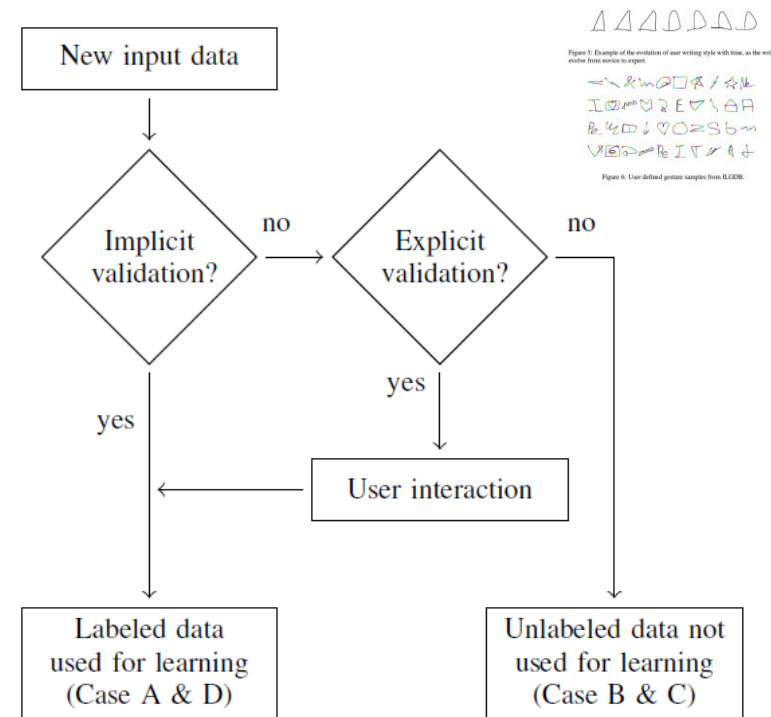 New input data
Figure 5: Example of the evolution of user writing style with time, as the
evolve from novice to expert.
Figure 6: User defined gesture samples from ILGDB.
Implicit
validation?
no
Explicit
validation?
no
yes
yes
User interaction
Labeled data
used for learning
(Case A & D)
Unlabeled data not
used for learning
(Case B & C)